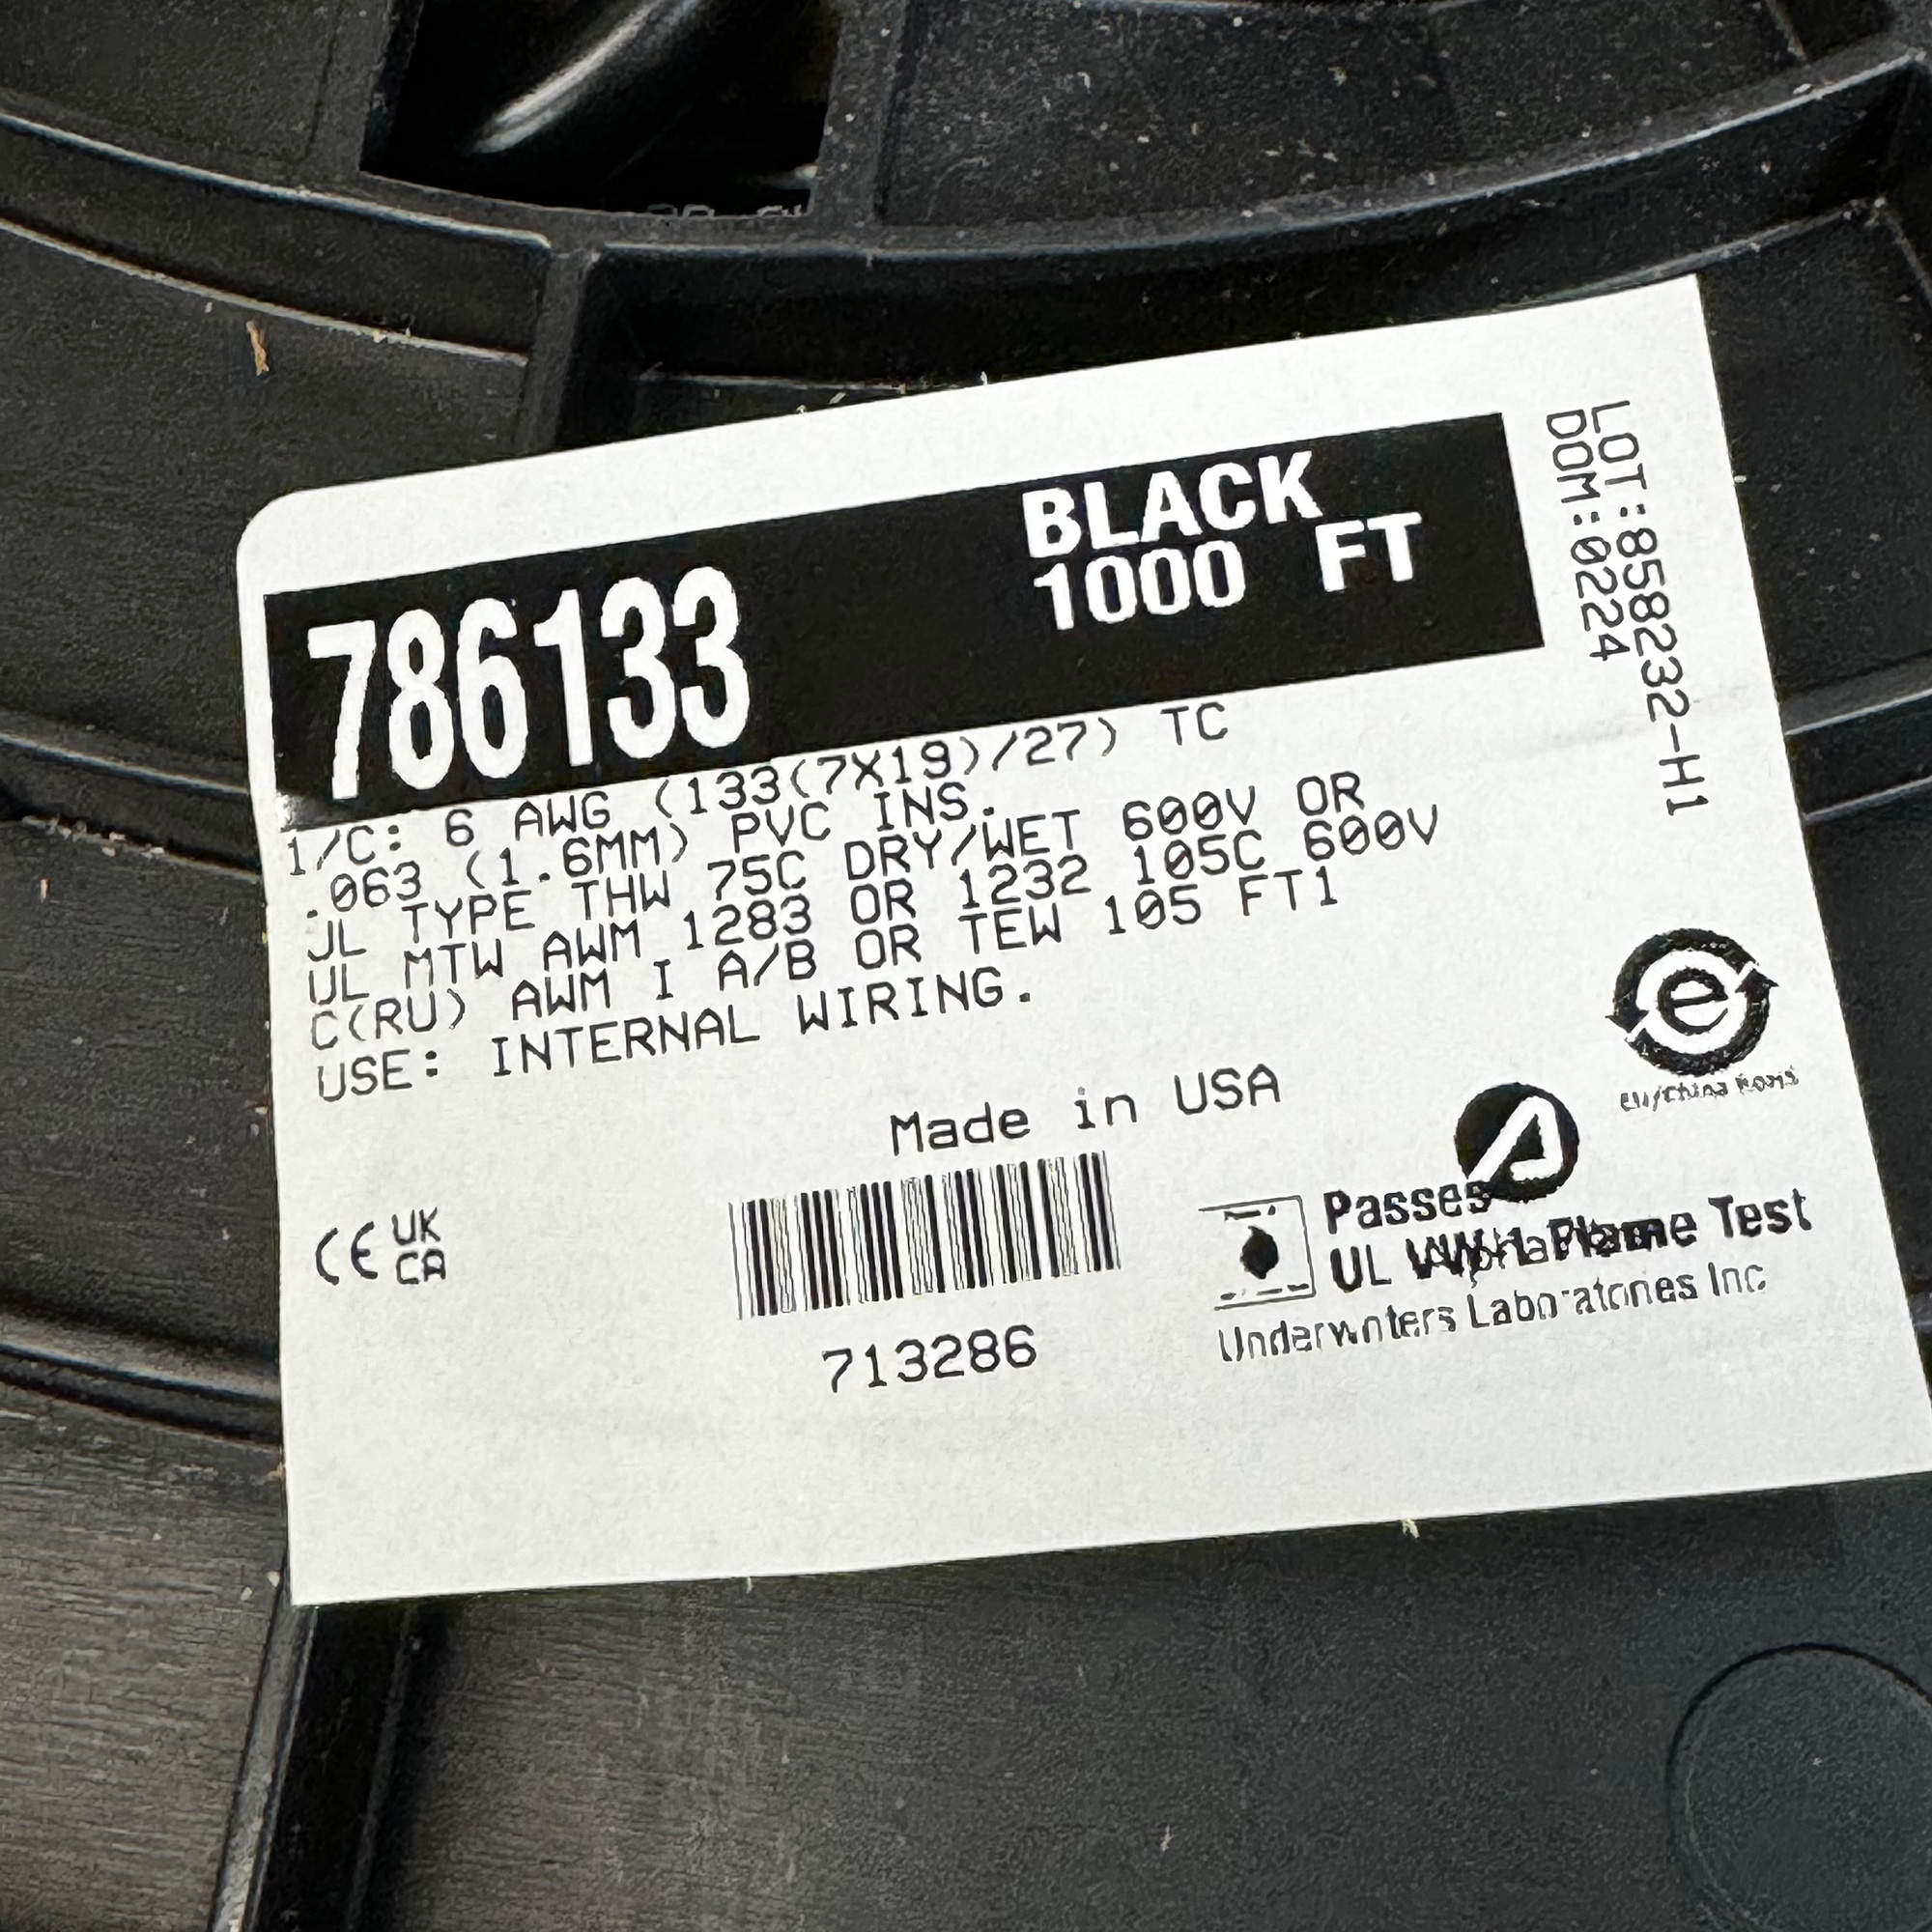 BLACK
1000 FT
786133
1/C: 6 AWG (133(7X19)/27) TC
.063 (1.6MM) PVC INS.
UL TYPE THW 75C DRY/WET 600V OR
UL MTW AWM 1283 OR 1232 105C 600V
C(RU) AWM I A/B OR TEW 105 FT1
USE: INTERNAL WIRING.
LOT:858232-H1
DOM:0224
Made in USA
e
CE UK
CA
713286
Passes
UL VW-1 Flame Test
Underwriters Laboratories Inc